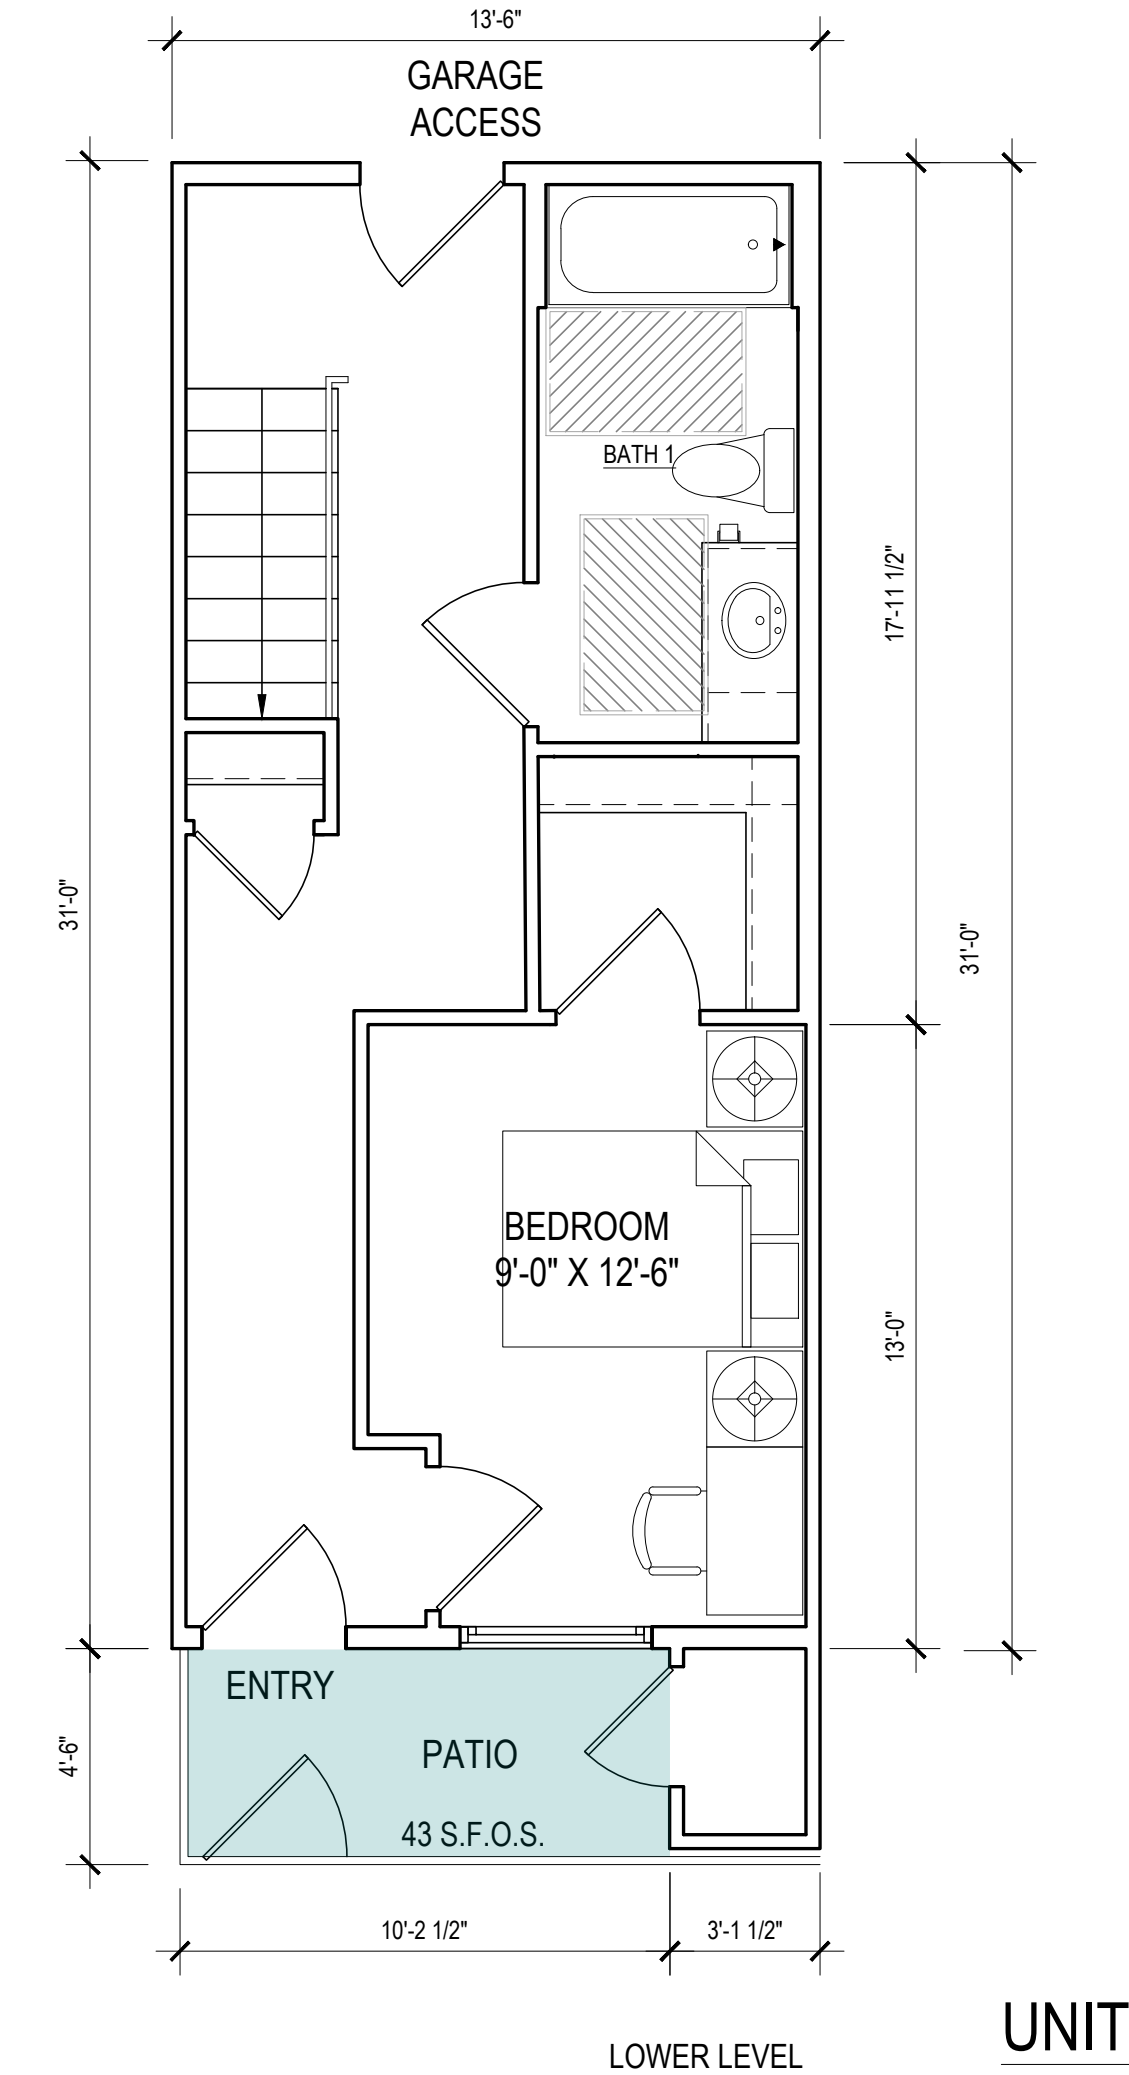 13'-6"
GARAGE
ACCESS
BATH 1
17'-11 1/2"
31'-0"
31'-0"
BEDROOM
9'-0" X 12'-6"
13'-0"
ENTRY
PATIO
4'-6"
43 S.F.O.S.
10'-2 1/2"
3'-1 1/2"
UNIT
LOWER LEVEL